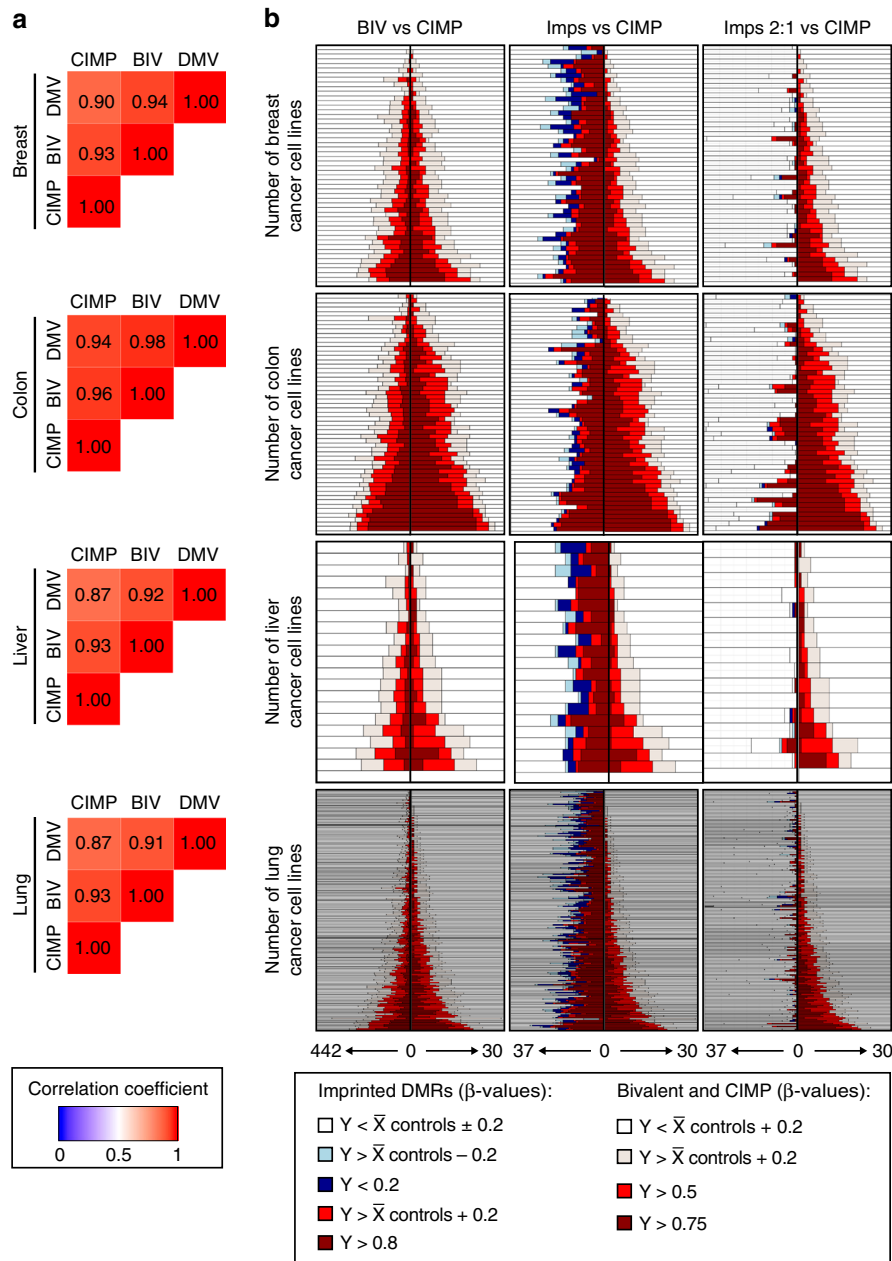 a
CIMP BIV DMV
Breast
DMV 0.90 0.94 1.00
BIV 0.93 1.00
CIMP 1.00
CIMP BIV DMV
Colon
DMV 0.94 0.98 1.00
BIV 0.96 1.00
CIMP 1.00
CIMP BIV DMV
Liver
DMV 0.87 0.92 1.00
BIV 0.93 1.00
CIMP 1.00
CIMP BIV DMV
Lung
DMV 0.87 0.91 1.00
BIV 0.93 1.00
CIMP 1.00
Correlation coefficient
0 0.5 1
b
BIV vs CIMP Imps vs CIMP Imps 2:1 vs CIMP
Number of breast
cancer cell lines
Number of colon
cancer cell lines
Number of liver
cancer cell lines
Number of lung
cancer cell lines
442 0 30 37 0 30 37 0 30
Imprinted DMRs (β-values):
Y < X̅ controls ± 0.2
Y > X̅ controls − 0.2
Y < 0.2
Y > X̅ controls + 0.2
Y > 0.8
Bivalent and CIMP (β-values):
Y < X̅ controls + 0.2
Y > X̅ controls + 0.2
Y > 0.5
Y > 0.75